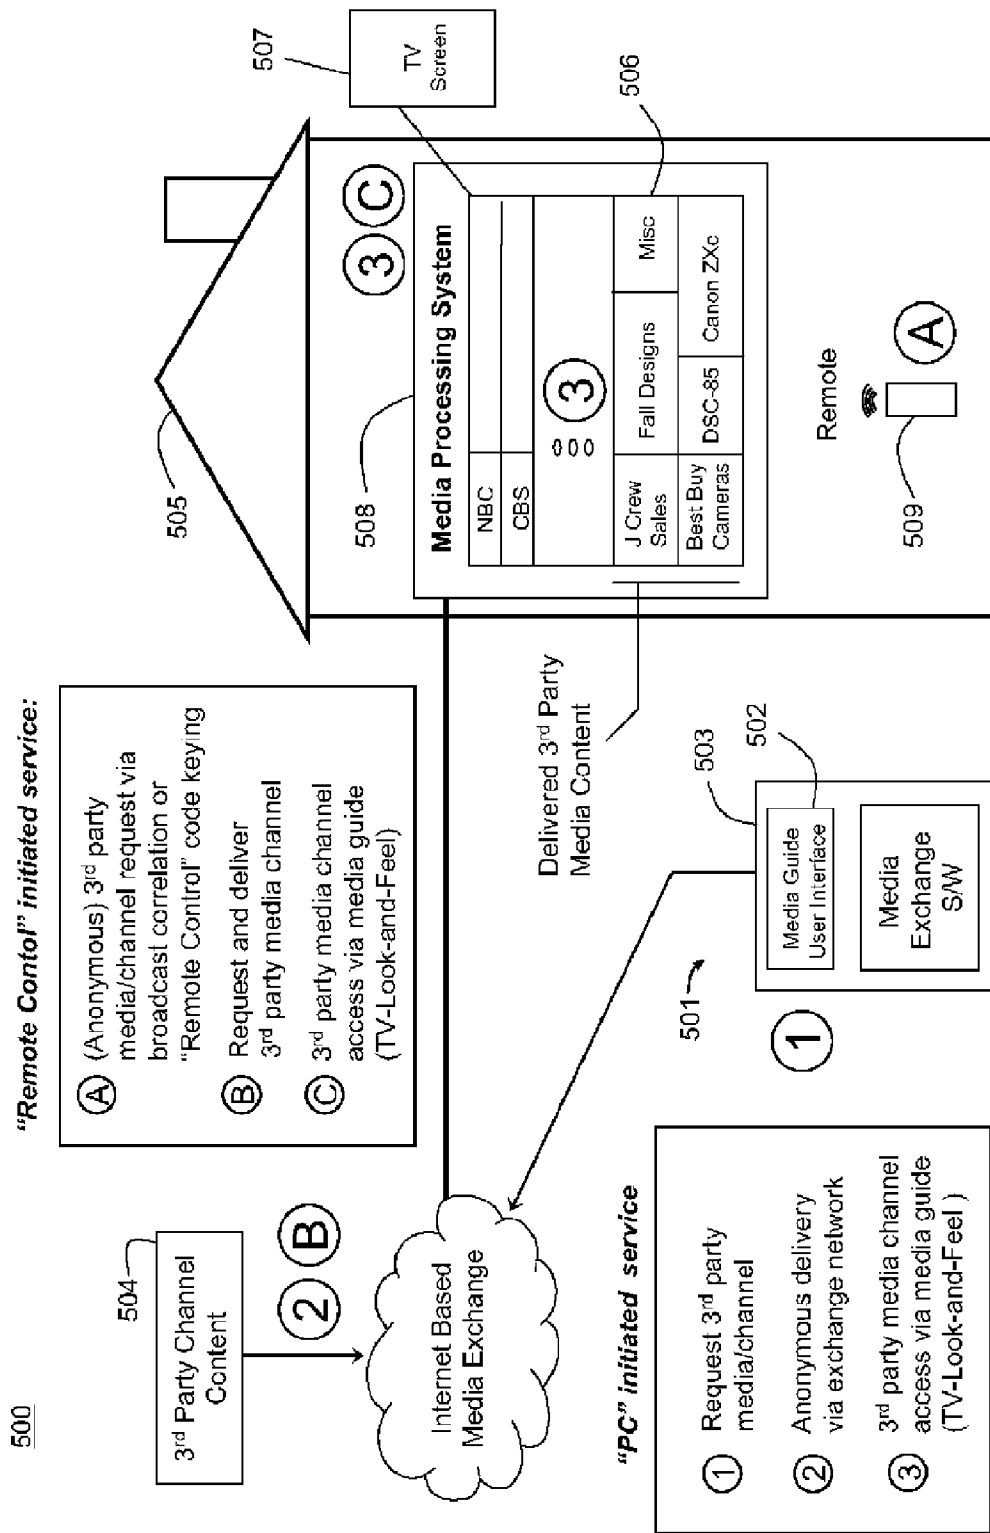 500
"Remote Contol" initiated service:
504
3rd Party Channel
Content
2
B
A
(Anonymous) 3rd party
media/channel request via
broadcast correlation or
"Remote Control" code keying
B
Request and deliver
3rd party media channel
C
3rd party media channel
access via media guide
(TV-Look-and-Feel)
505
3
C
507
TV
Screen
508
Media Processing System
NBC
CBS
3
J Crew
Sales
Fall Designs
Misc
Best Buy
Cameras
DSC-85
Canon ZXc
506
Internet Based
Media Exchange
Delivered 3rd Party
Media Content
Remote
509
A
"PC" initiated service
1
Request 3rd party
media/channel
2
Anonymous delivery
via exchange network
3
3rd party media channel
access via media guide
(TV-Look-and-Feel )
501
1
503
502
Media Guide
User Interface
Media
Exchange
S/W